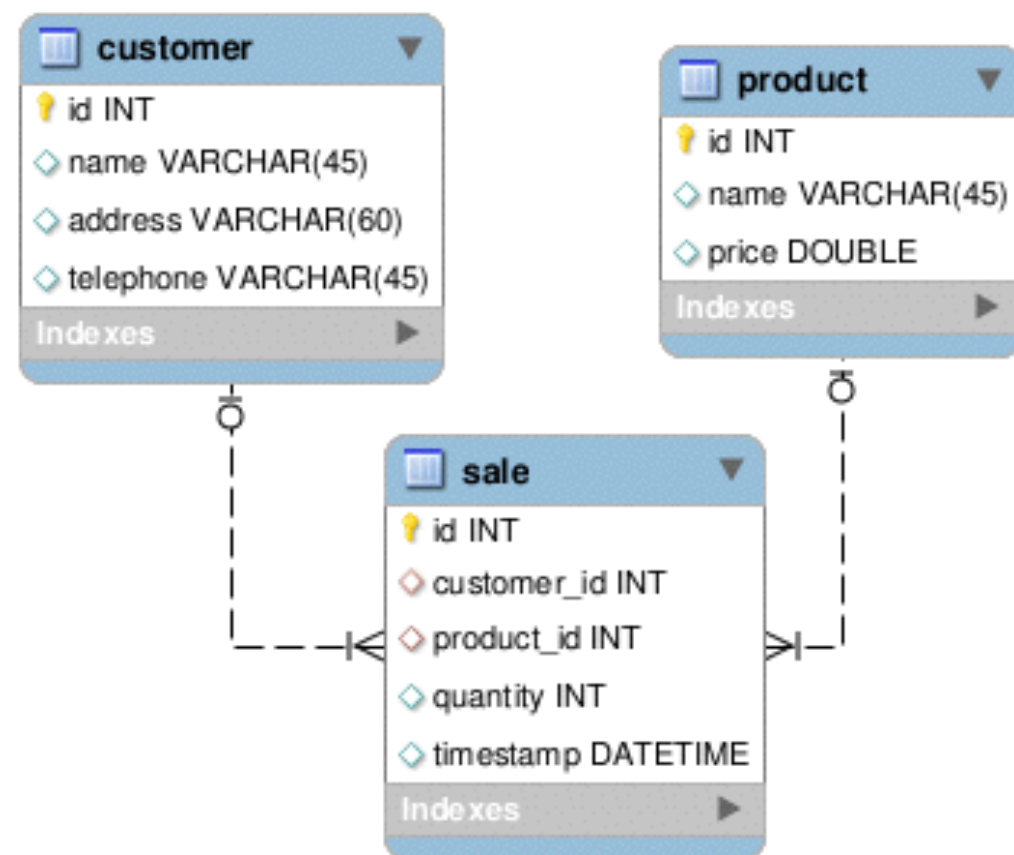 customer
id INT
name VARCHAR(45)
address VARCHAR(60)
telephone VARCHAR(45)
Indexes
product
id INT
name VARCHAR(45)
price DOUBLE
Indexes
sale
id INT
customer_id INT
product_id INT
quantity INT
timestamp DATETIME
Indexes